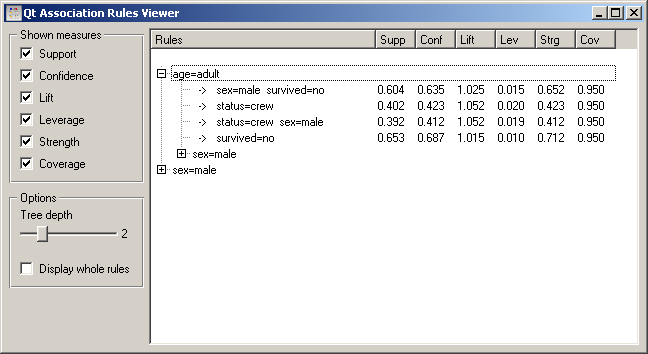 Qt Association Rules Viewer
Shown measures
Support
Confidence
Lift
Leverage
Strength
Coverage
Options
Tree depth
2
Display whole rules
Rules Supp Conf Lift Lev Strg Cov
age=adult
-> sex=male survived=no 0.604 0.635 1.025 0.015 0.652 0.950
-> status=crew 0.402 0.423 1.052 0.020 0.423 0.950
-> status=crew sex=male 0.392 0.412 1.052 0.019 0.412 0.950
-> survived=no 0.653 0.687 1.015 0.010 0.712 0.950
sex=male
sex=male